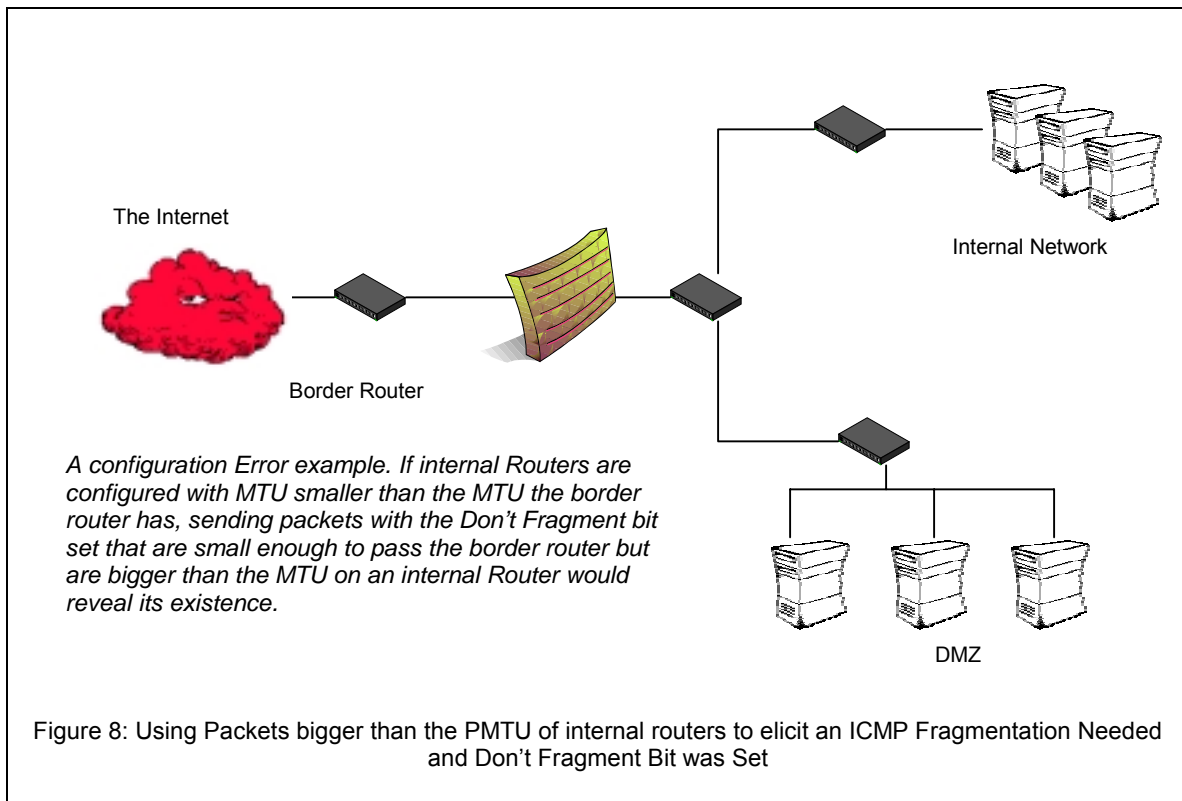 The Internet
Internal Network
Border Router
A configuration Error example. If internal Routers are
configured with MTU smaller than the MTU the border
router has, sending packets with the Don't Fragment bit
set that are small enough to pass the border router but
are bigger than the MTU on an internal Router would
reveal its existence.
DMZ
Figure 8: Using Packets bigger than the PMTU of internal routers to elicit an ICMP Fragmentation Needed
and Don't Fragment Bit was Set